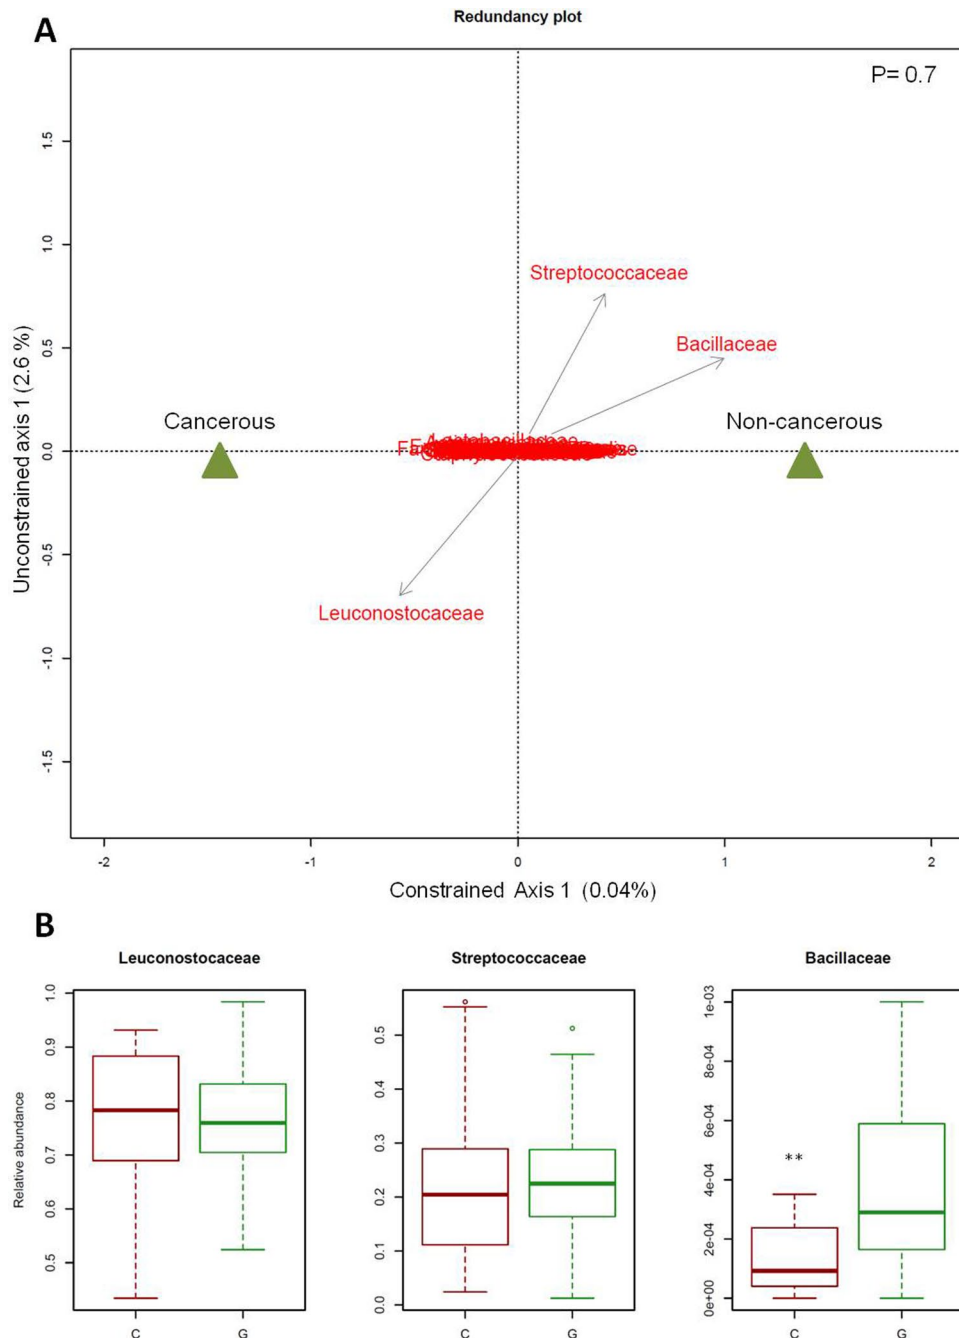 A
Redundancy plot
P= 0.7
Unconstrained axis 1 (2.6 %)
1.5
1.0
0.5
0.0
-0.5
-1.0
-1.5
Streptococcaceae
Bacillaceae
Cancerous
Non-cancerous
Leuconostocaceae
-2
-1
0
1
2
Constrained Axis 1 (0.04%)
B
Leuconostocaceae
Relative abundance
1.0
0.9
0.8
0.7
0.6
0.5
C
G
Streptococcaceae
0.5
0.4
0.3
0.2
0.1
0.0
C
G
Bacillaceae
1e-03
8e-04
6e-04
4e-04
2e-04
0e+00
**
C
G